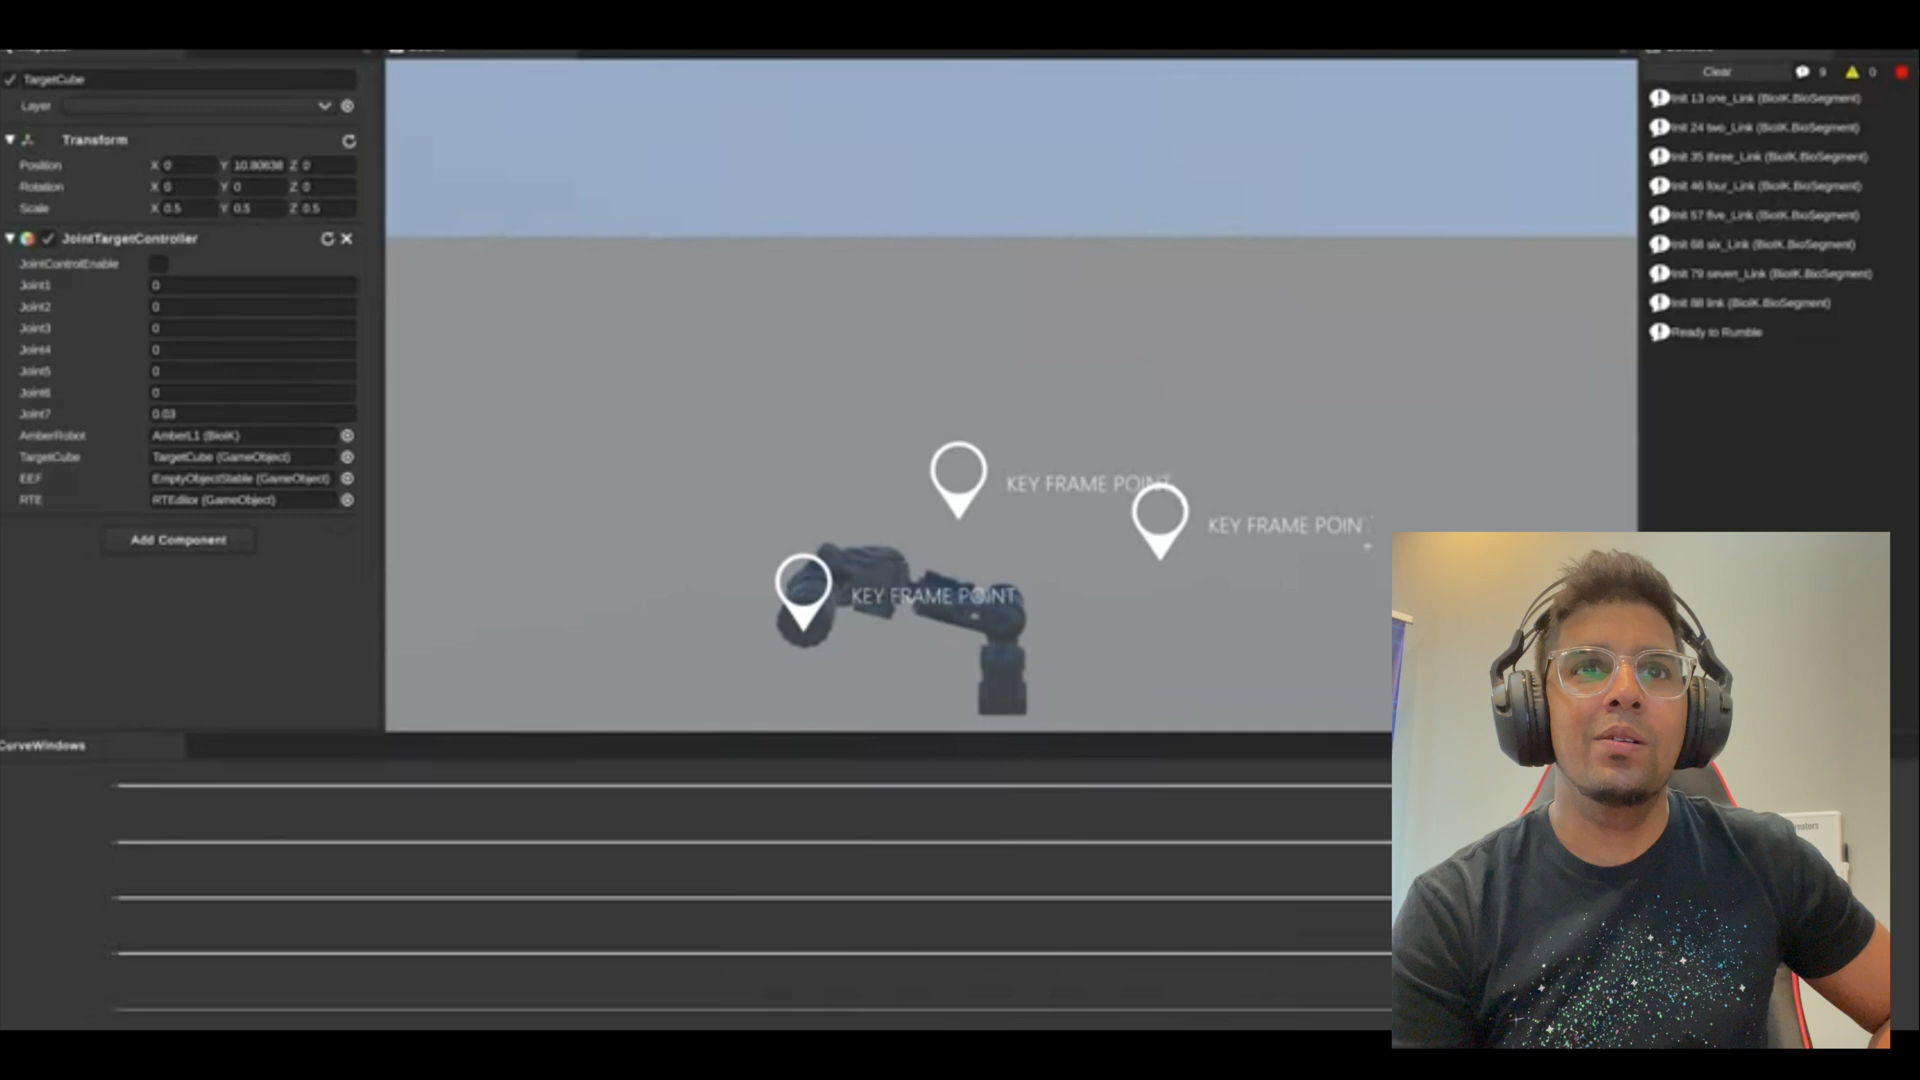 TargetCube
Layer
Transform
Position X 0 Y 10.80638 Z 0
Rotation X 0 Y 0 Z 0
Scale X 0.5 Y 0.5 Z 0.5
JointTargetController
JointControlEnable
Joint1 0
Joint2 0
Joint3 0
Joint4 0
Joint5 0
Joint6 0
Joint7 0.03
AmberRobot AmberL1 (BioIK)
TargetCube TargetCube (GameObject)
EEF EmptyObjectStable (GameObject)
RTE RTEditor (GameObject)
Add Component
KEY FRAME POINT
KEY FRAME POIN
KEY FRAME POINT
Clear 9 0
Init 13 one_Link (BioIK.BioSegment)
Init 24 two_Link (BioIK.BioSegment)
Init 35 three_Link (BioIK.BioSegment)
Init 46 four_Link (BioIK.BioSegment)
Init 57 five_Link (BioIK.BioSegment)
Init 68 six_Link (BioIK.BioSegment)
Init 79 seven_Link (BioIK.BioSegment)
Init 88 link (BioIK.BioSegment)
Ready to Rumble
CurveWindows